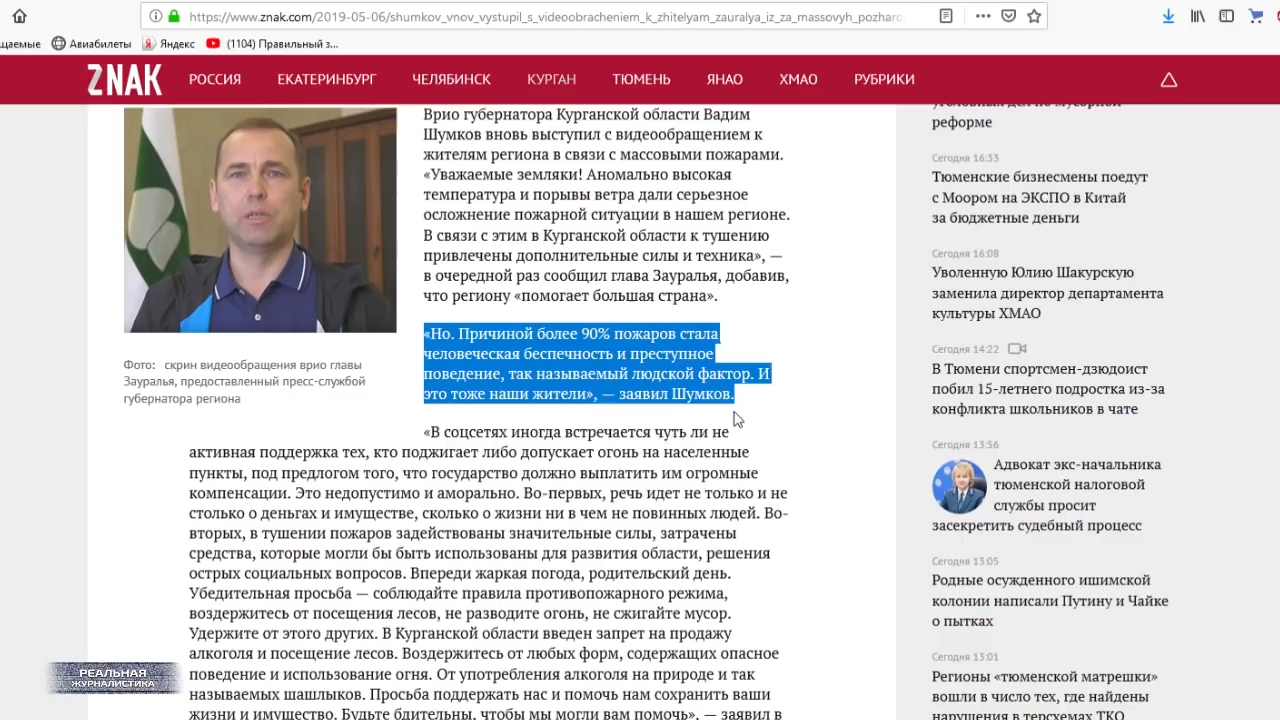 https://www.znak.com/2019-05-06/shumkov_vnov_vystupil_s_videoobracheniem_k_zhitelyam_zauralya_iz_za_massovyh_pozharo
щаемые
Авиабилеты
Яндекс
(1104) Правильный з...
ZNAK
РОССИЯ
ЕКАТЕРИНБУРГ
ЧЕЛЯБИНСК
КУРГАН
ТЮМЕНЬ
ЯНАО
ХМАО
РУБРИКИ
Фото: скрин видеообращения врио главы
Зауралья, предоставленный пресс-службой
губернатора региона
Врио губернатора Курганской области Вадим
Шумков вновь выступил с видеообращением к
жителям региона в связи с массовыми пожарами.
«Уважаемые земляки! Аномально высокая
температура и порывы ветра дали серьезное
осложнение пожарной ситуации в нашем регионе.
В связи с этим в Курганской области к тушению
привлечены дополнительные силы и техника», —
в очередной раз сообщил глава Зауралья, добавив,
что региону «помогает большая страна».
«Но. Причиной более 90% пожаров стала
человеческая беспечность и преступное
поведение, так называемый людской фактор. И
это тоже наши жители», — заявил Шумков.
«В соцсетях иногда встречается чуть ли не
активная поддержка тех, кто поджигает либо допускает огонь на населенные
пункты, под предлогом того, что государство должно выплатить им огромные
компенсации. Это недопустимо и аморально. Во-первых, речь идет не только и не
столько о деньгах и имуществе, сколько о жизни ни в чем не повинных людей. Во-
вторых, в тушении пожаров задействованы значительные силы, затрачены
средства, которые могли бы быть использованы для развития области, решения
острых социальных вопросов. Впереди жаркая погода, родительский день.
Убедительная просьба — соблюдайте правила противопожарного режима,
воздержитесь от посещения лесов, не разводите огонь, не сжигайте мусор.
Удержите от этого других. В Курганской области введен запрет на продажу
алкоголя и посещение лесов. Воздержитесь от любых форм, содержащих опасное
поведение и использование огня. От употребления алкоголя на природе и так
называемых шашлыков. Просьба поддержать нас и помочь нам сохранить ваши
жизни и имущество. Будьте бдительны, чтобы мы могли вам помочь», — заявил в
уголовных дел по мусорной
реформе
Сегодня 16:33
Тюменские бизнесмены поедут
с Моором на ЭКСПО в Китай
за бюджетные деньги
Сегодня 16:08
Уволенную Юлию Шакурскую
заменила директор департамента
культуры ХМАО
Сегодня 14:22
В Тюмени спортсмен-дзюдоист
побил 15-летнего подростка из-за
конфликта школьников в чате
Сегодня 13:56
Адвокат экс-начальника
тюменской налоговой
службы просит
засекретить судебный процесс
Сегодня 13:05
Родные осужденного ишимской
колонии написали Путину и Чайке
о пытках
Сегодня 13:01
Регионы «тюменской матрешки»
вошли в число тех, где найдены
нарушения в терсхемах ТКО
РЕАЛЬНАЯ
ЖУРНАЛИСТИКА